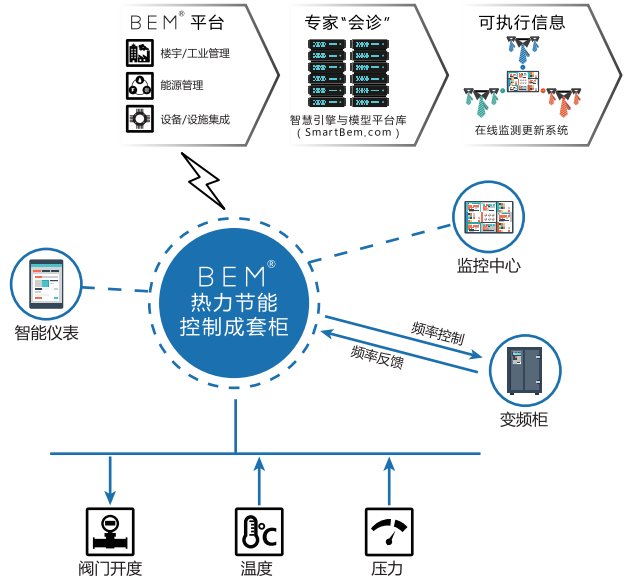 BEM® 平台
楼宇/工业管理
能源管理
设备/设施集成
专家“会诊”
智慧引擎与模型平台库
(SmartBem.com)
可执行信息
在线监测更新系统
BEM®
热力节能
控制成套柜
监控中心
智能仪表
频率控制
频率反馈
变频柜
℃
阀门开度
温度
压力